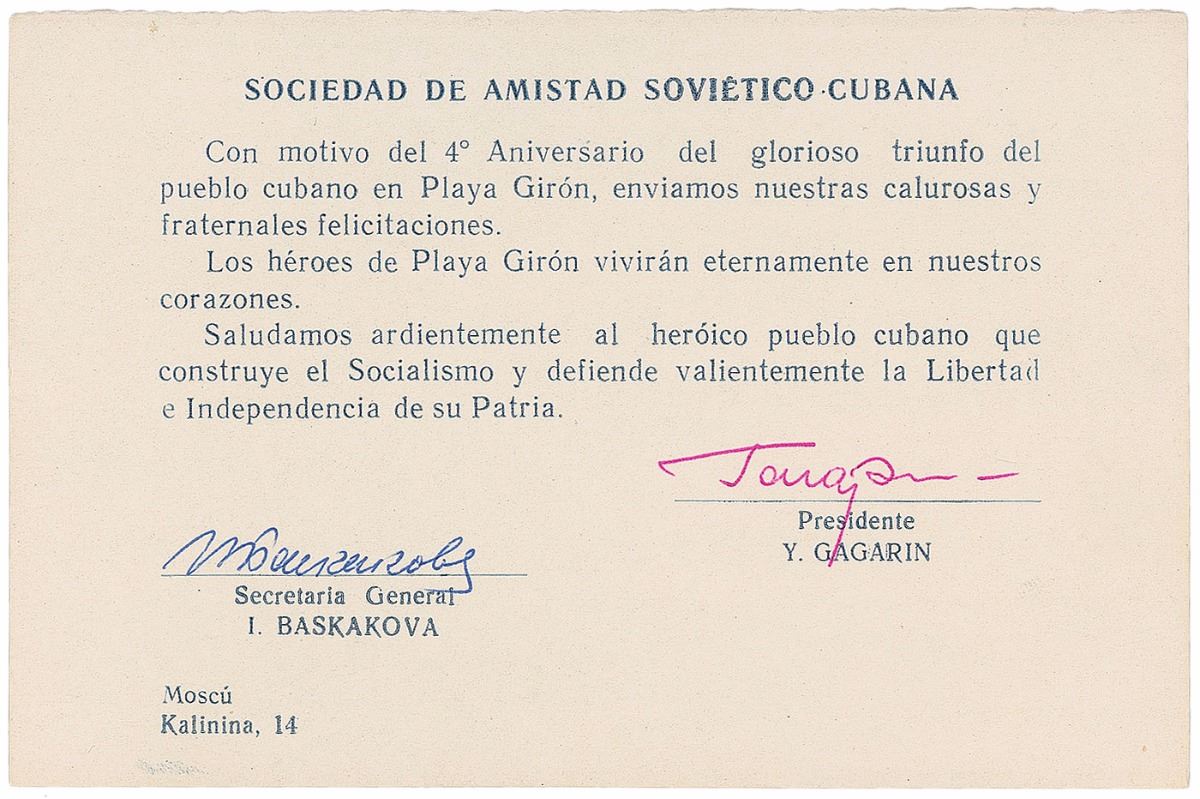 SOCIEDAD DE AMISTAD SOVIÉTICO-CUBANA
Con motivo del 4° Aniversario del glorioso triunfo del
pueblo cubano en Playa Girón, enviamos nuestras calurosas y
fraternales felicitaciones.
Los héroes de Playa Girón vivirán eternamente en nuestros
corazones.
Saludamos ardientemente al heróico pueblo cubano que
construye el Socialismo y defiende valientemente la Libertad
e Independencia de su Patria.
Гагарин
Presidente
Y. GAGARIN
ИБаскакова
Secretaria General
I. BASKAKOVA
Moscú
Kalinina, 14